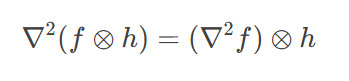 ∇²(f ⊗ h) = (∇²f) ⊗ h